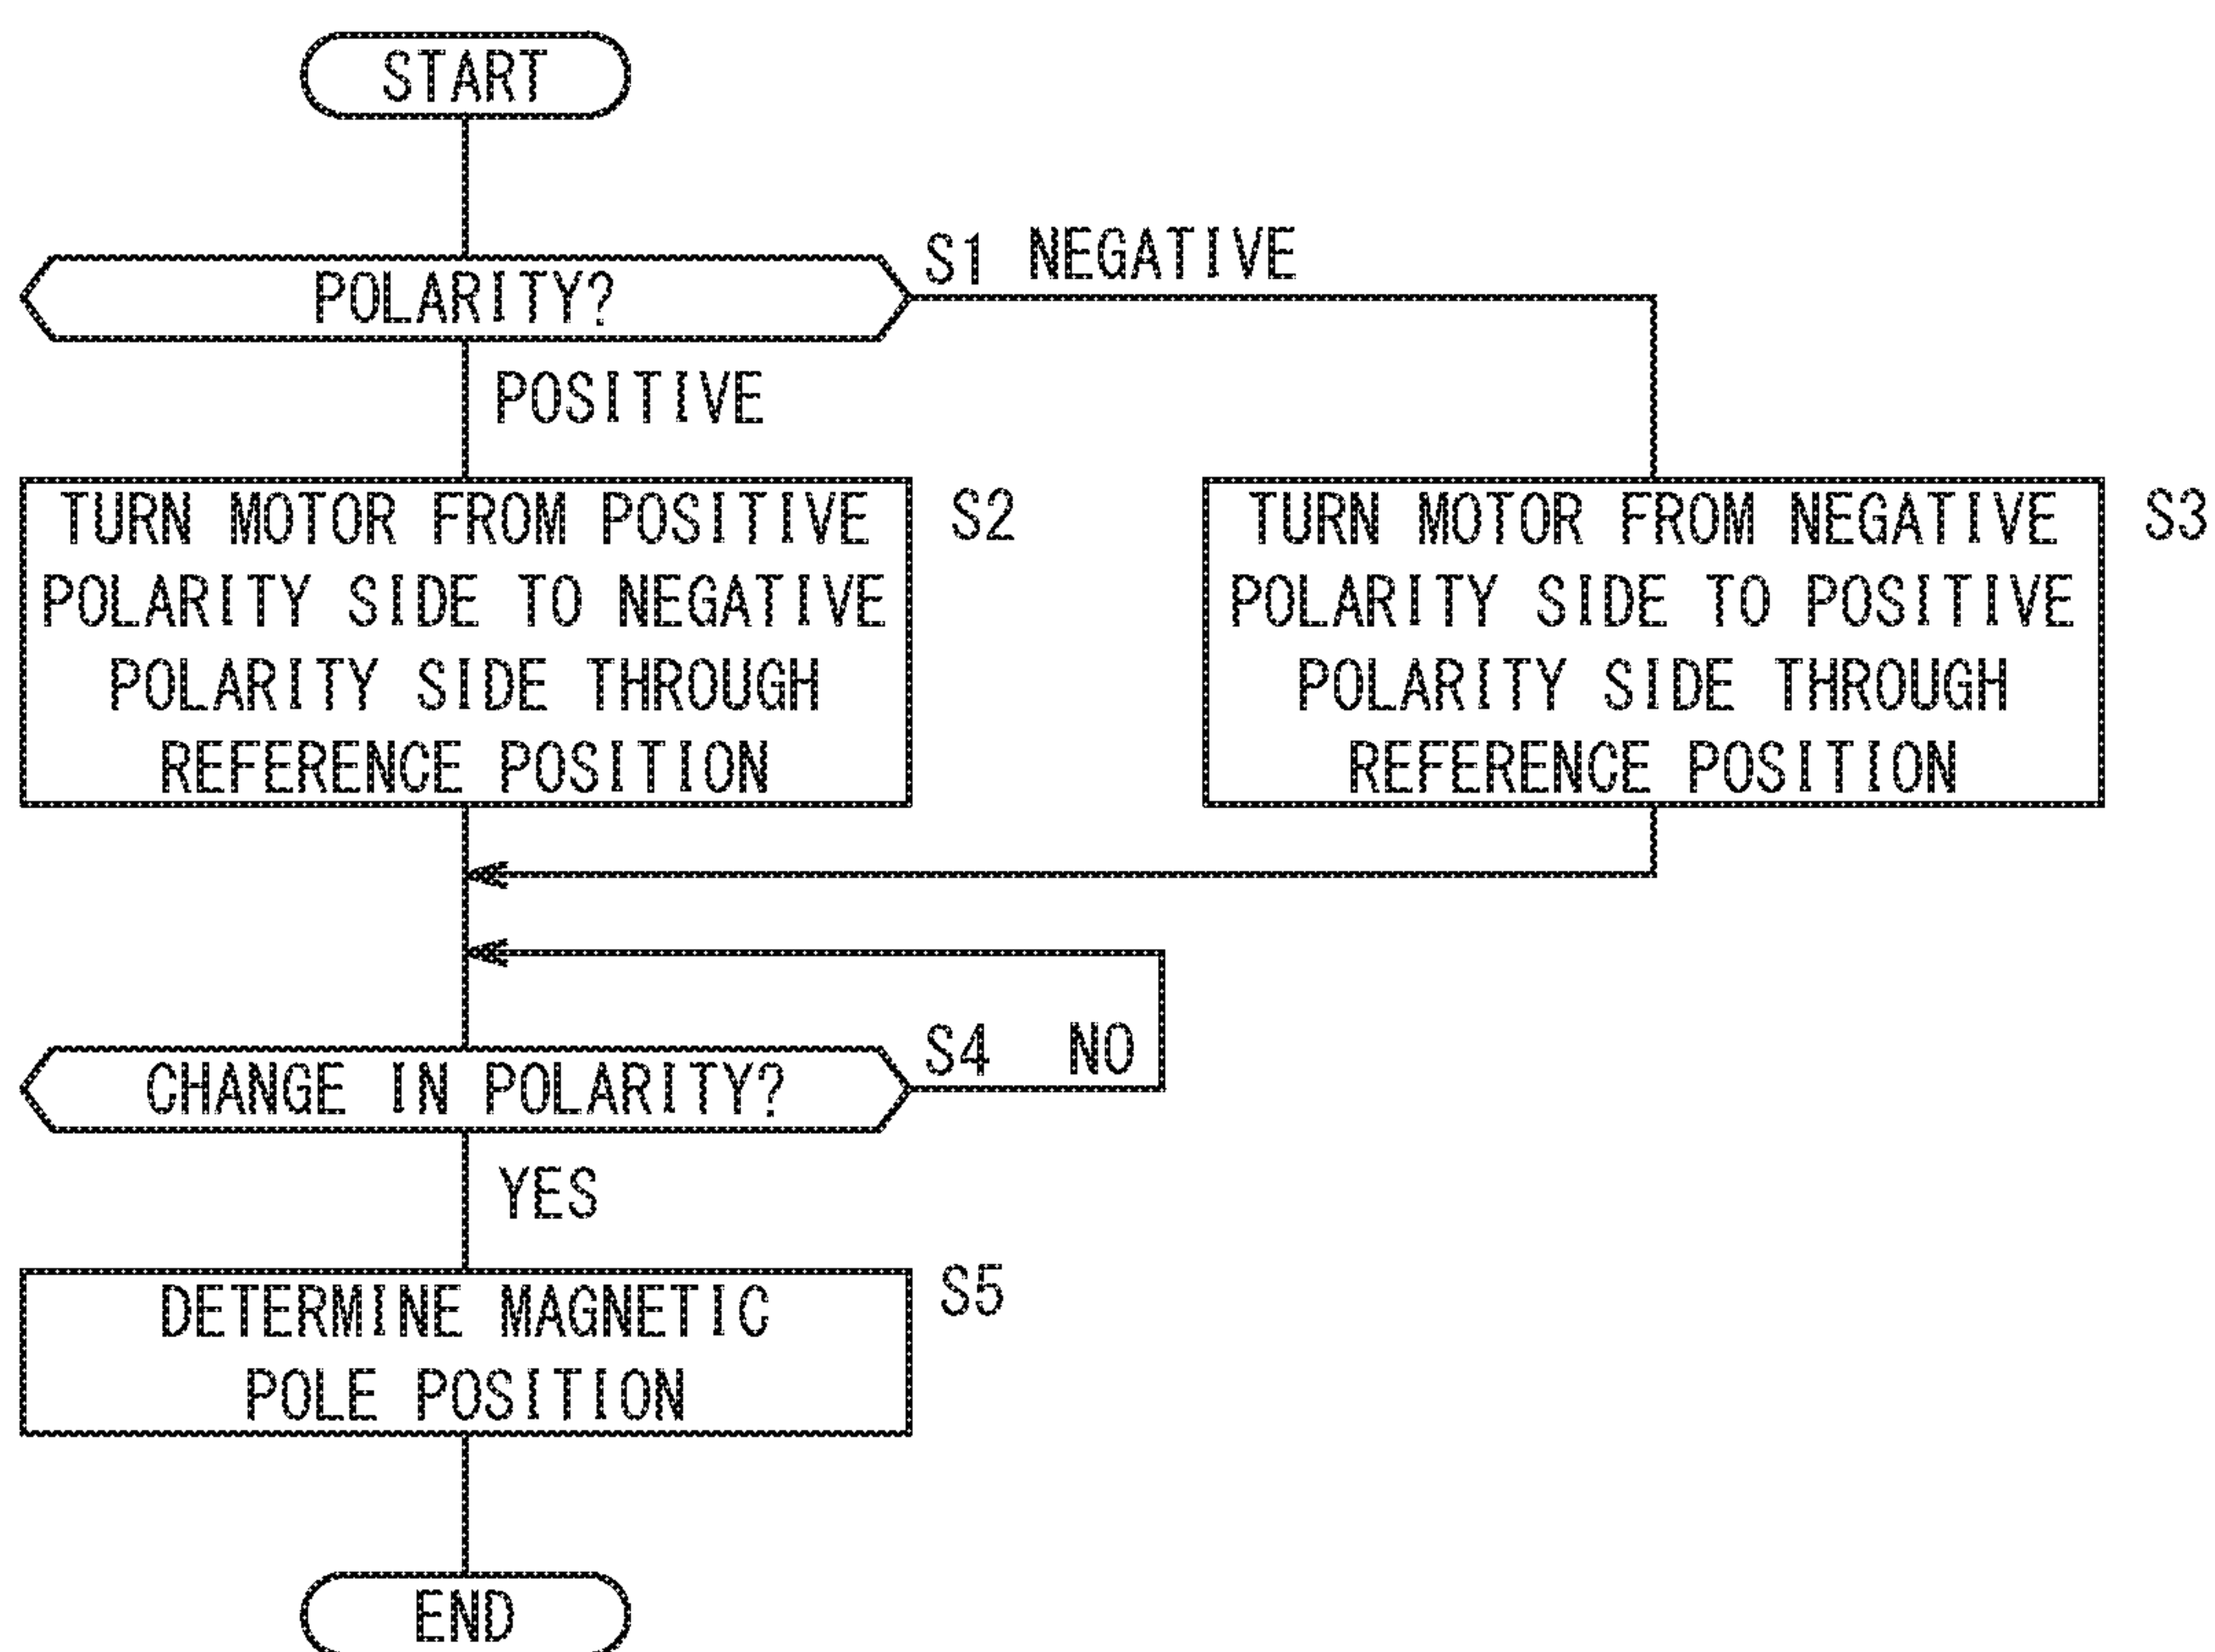 START
S1 NEGATIVE
POLARITY?
POSITIVE
TURN MOTOR FROM POSITIVE
POLARITY SIDE TO NEGATIVE
POLARITY SIDE THROUGH
REFERENCE POSITION
S2
TURN MOTOR FROM NEGATIVE
POLARITY SIDE TO POSITIVE
POLARITY SIDE THROUGH
REFERENCE POSITION
S3
S4 NO
CHANGE IN POLARITY?
YES
DETERMINE MAGNETIC
POLE POSITION
S5
END